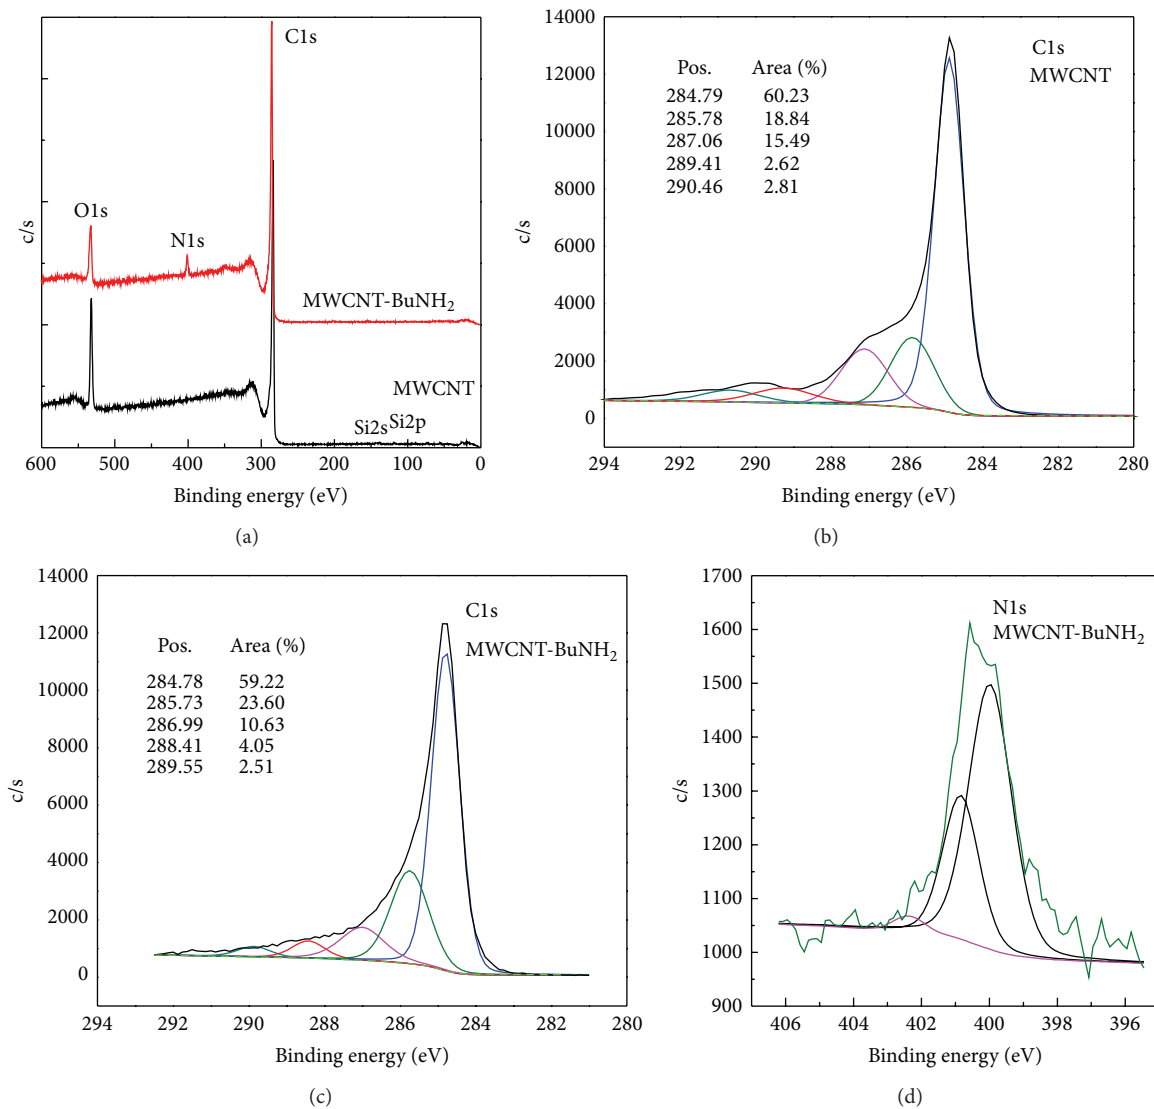 C1s
O1s
N1s
MWCNT-BuNH₂
MWCNT
Si2s Si2p
c/s
600 500 400 300 200 100 0
Binding energy (eV)
(a)
14000
12000
10000
8000
6000
4000
2000
0
c/s
C1s
MWCNT
Pos. Area (%)
284.79 60.23
285.78 18.84
287.06 15.49
289.41 2.62
290.46 2.81
294 292 290 288 286 284 282 280
Binding energy (eV)
(b)
14000
12000
10000
8000
6000
4000
2000
0
c/s
C1s
MWCNT-BuNH₂
Pos. Area (%)
284.78 59.22
285.73 23.60
286.99 10.63
288.41 4.05
289.55 2.51
294 292 290 288 286 284 282 280
Binding energy (eV)
(c)
1700
1600
1500
1400
1300
1200
1100
1000
900
c/s
N1s
MWCNT-BuNH₂
406 404 402 400 398 396
Binding energy (eV)
(d)